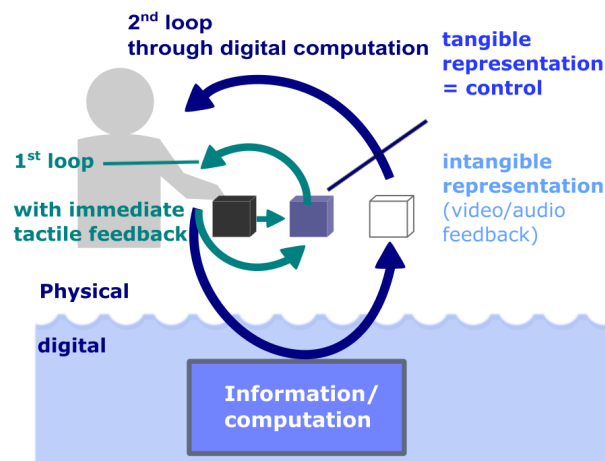 2nd loop
through digital computation
tangible
representation
= control
1st loop
with immediate
tactile feedback
intangible
representation
(video/audio
feedback)
Physical
digital
Information/
computation